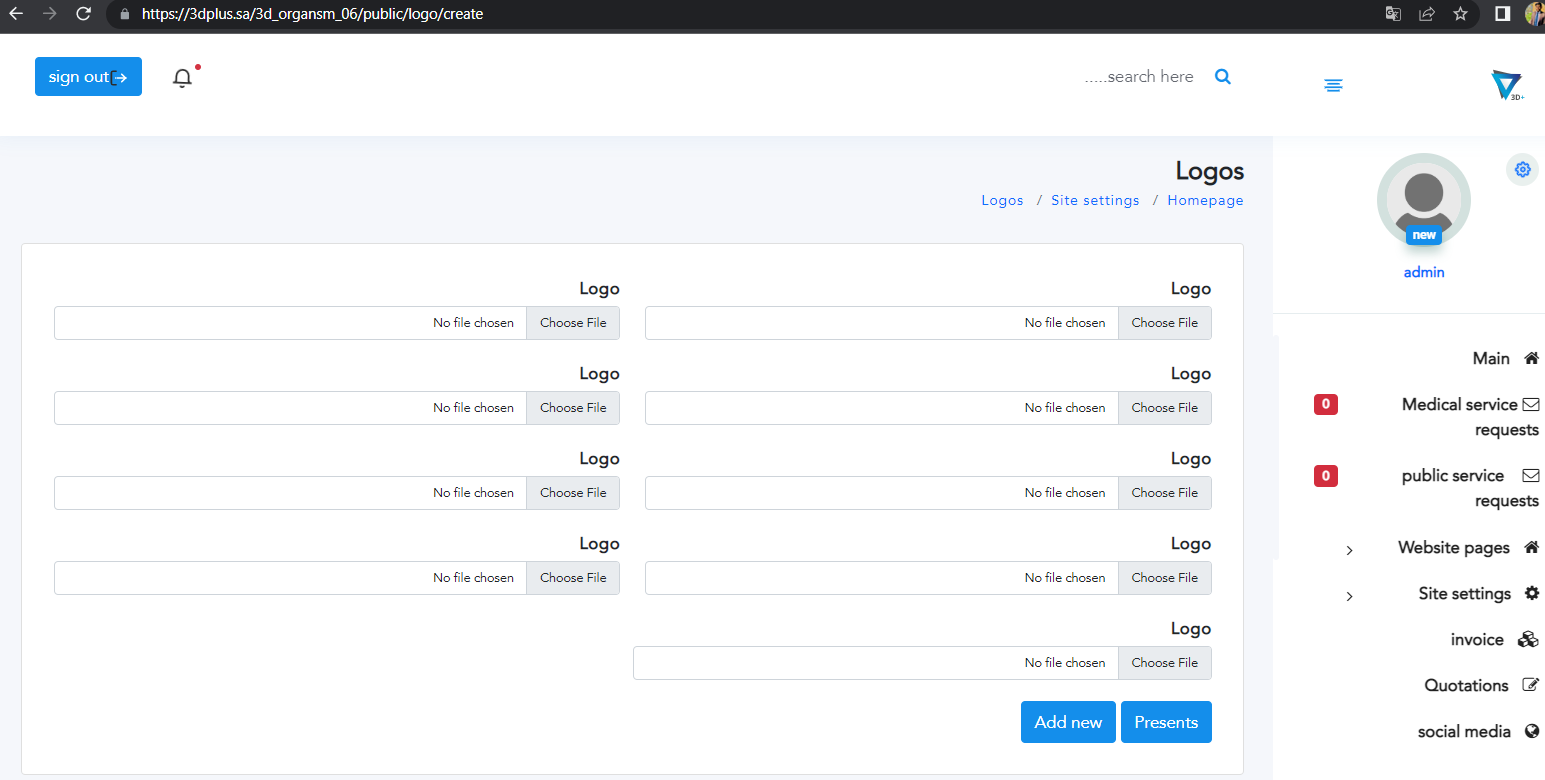 https://3dplus.sa/3d_organsm_06/public/logo/create
sign out
.....search here
3D+
Logos
Logos / Site settings / Homepage
new
admin
Logo Logo
No file chosen Choose File No file chosen Choose File
Logo Logo
No file chosen Choose File No file chosen Choose File
Logo Logo
No file chosen Choose File No file chosen Choose File
Logo Logo
No file chosen Choose File No file chosen Choose File
Logo
No file chosen Choose File
Add new Presents
Main
0 Medical service
requests
0 public service
requests
Website pages
Site settings
invoice
Quotations
social media